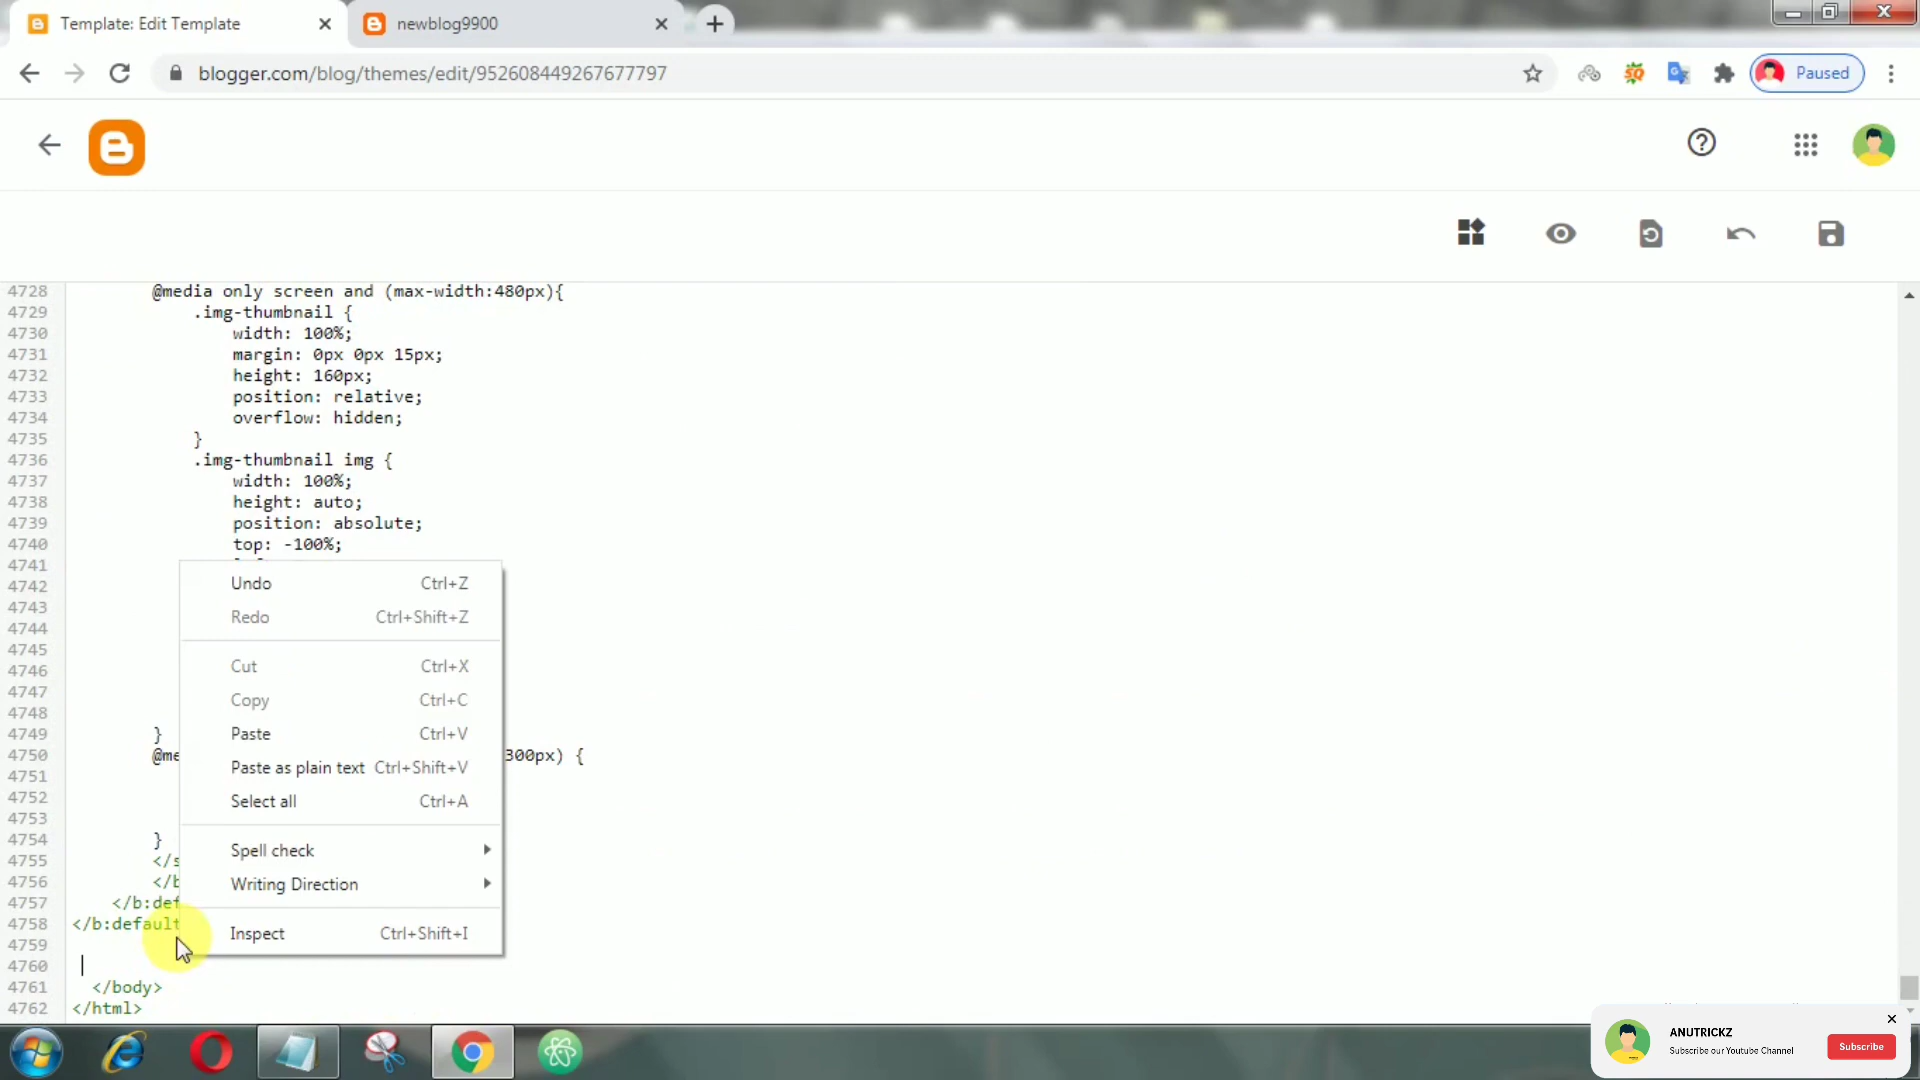 Template: Edit Template
newblog9900
blogger.com/blog/themes/edit/952608449267677797
Paused
4728 @media only screen and (max-width:480px){
4729 .img-thumbnail {
4730 width: 100%;
4731 margin: 0px 0px 15px;
4732 height: 160px;
4733 position: relative;
4734 overflow: hidden;
4735 }
4736 .img-thumbnail img {
4737 width: 100%;
4738 height: auto;
4739 position: absolute;
4740 top: -100%;
4741
4742
4743
4744
4745
4746
4747
4748
4749 }
4750 @me 300px) {
4751
4752
4753
4754 }
4755 </s
4756 </b
4757 </b:def
4758 </b:default
4759
4760
4761 </body>
4762 </html>
Undo Ctrl+Z
Redo Ctrl+Shift+Z
Cut Ctrl+X
Copy Ctrl+C
Paste Ctrl+V
Paste as plain text Ctrl+Shift+V
Select all Ctrl+A
Spell check
Writing Direction
Inspect Ctrl+Shift+I
ANUTRICKZ
Subscribe our Youtube Channel
Subscribe